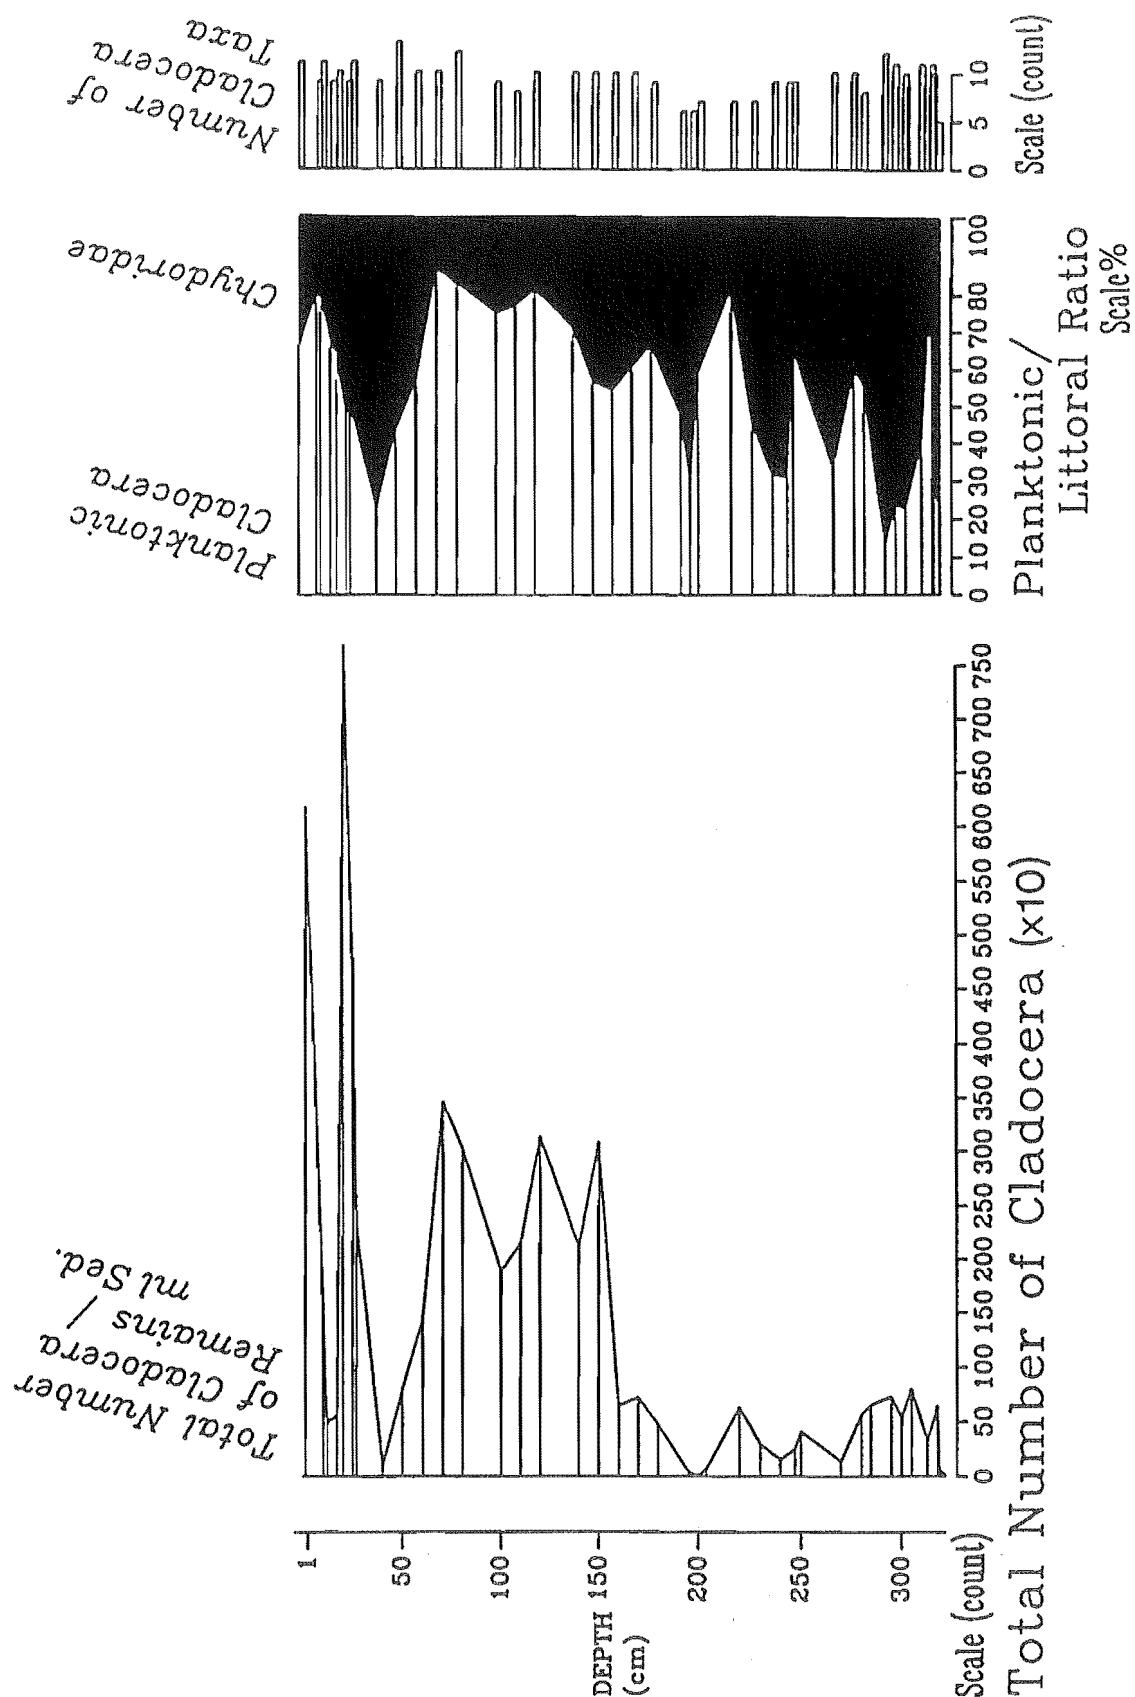 Total Number
of Cladocera
Remains /
ml Sed.
Planktonic
Cladocera
Chydoridae
Number of
Cladocera
Taxa
1
50
100
150
200
250
300
DEPTH
(cm)
Scale (count)
0 50 100 150 200 250 300 350 400 450 500 550 600 650 700 750
Total Number of Cladocera (x10)
0 10 20 30 40 50 60 70 80 100
Planktonic/
Littoral Ratio
Scale%
0 5 10
Scale (count)